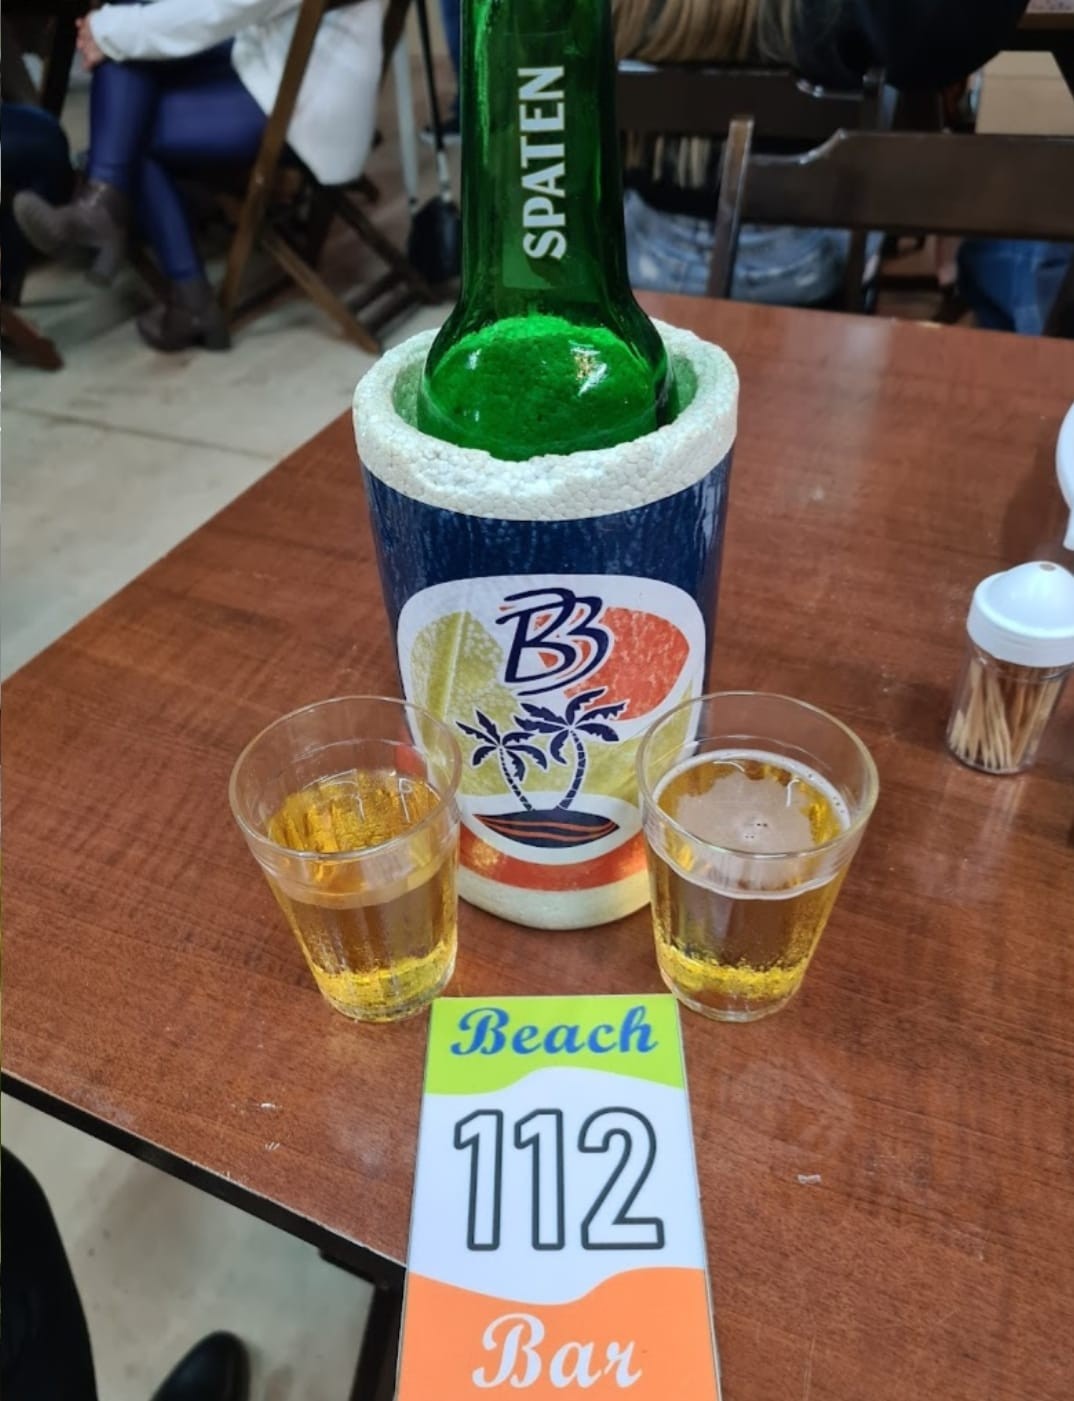 SPATEN
BB
Beach
112
Bar